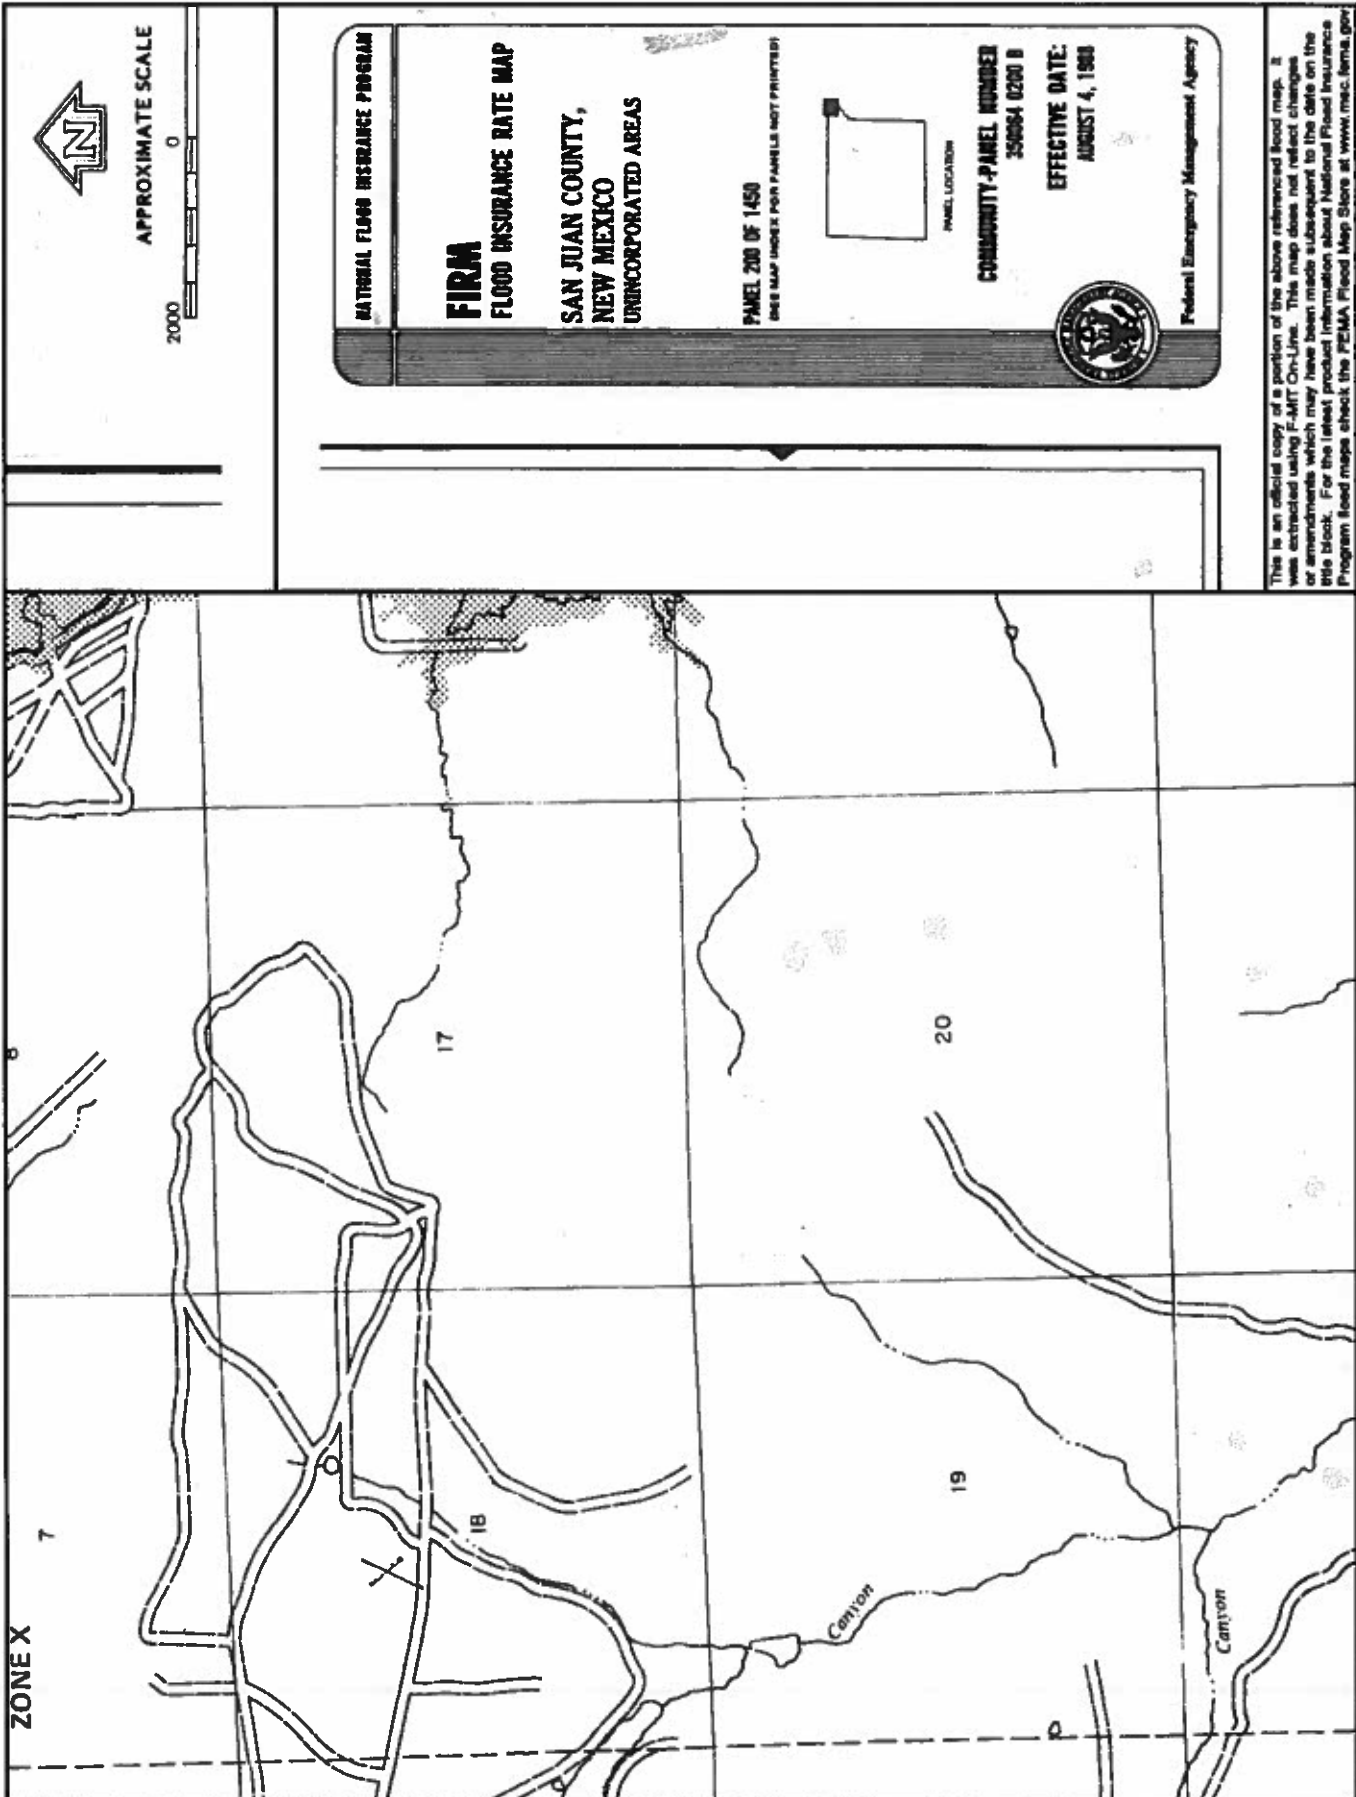 APPROXIMATE SCALE
2000 0
N
NATIONAL FLOOD INSURANCE PROGRAM
FIRM
FLOOD INSURANCE RATE MAP
SAN JUAN COUNTY,
NEW MEXICO
UNINCORPORATED AREAS
PANEL 200 OF 1450
(SEE MAP INDEX FOR PANELS NOT PRINTED)
PANEL LOCATION
COMMUNITY-PANEL NUMBER
350064 0200 B
EFFECTIVE DATE:
AUGUST 4, 1988
Federal Emergency Management Agency
This is an official copy of a portion of the above referenced flood map. It
was extracted using F-MIT On-Line. This map does not reflect changes
or amendments which may have been made subsequent to the date on the
title block. For the latest product information about National Flood Insurance
Program flood maps check the FEMA Flood Map Store at www.msc.fema.gov
ZONE X
7
8
18
17
Canyon
19
20
Canyon